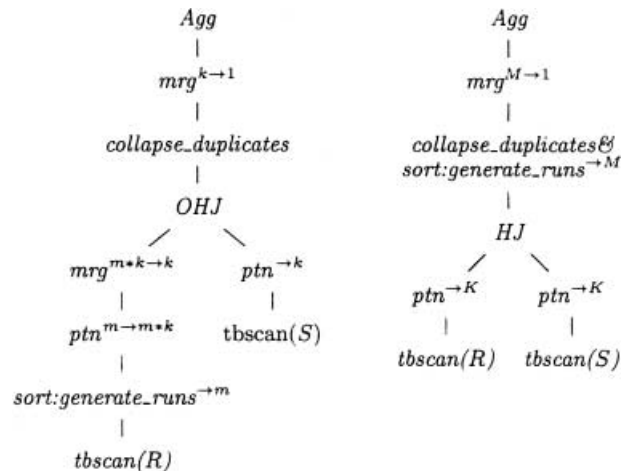 Agg
mrg^{k→1}
collapse_duplicates
OHJ
mrg^{m*k→k} ptn^{→k}
ptn^{m→m*k} tbscan(S)
sort:generate_runs^{→m}
tbscan(R)
Agg
mrg^{M→1}
collapse_duplicates&
sort:generate_runs^{→M}
HJ
ptn^{→K} ptn^{→K}
tbscan(R) tbscan(S)